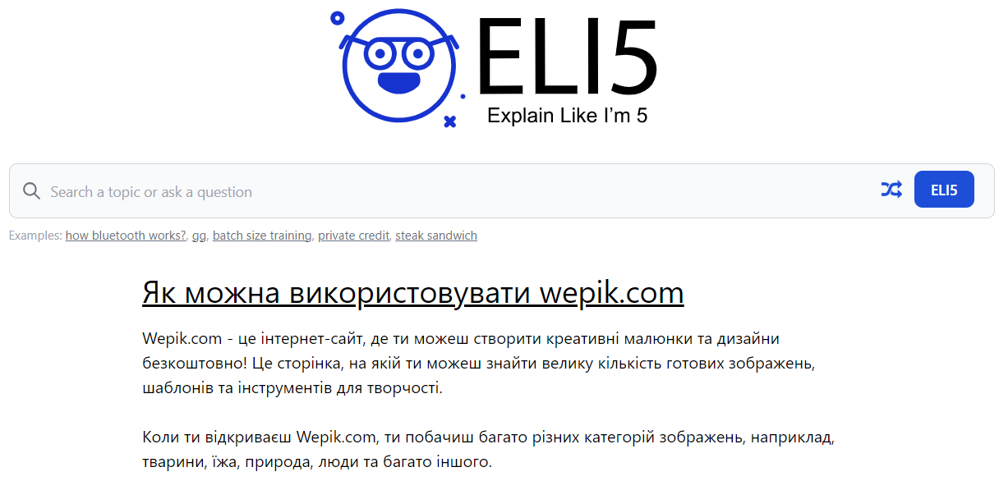 ELI5
Explain Like I'm 5
Search a topic or ask a question
ELI5
Examples: how bluetooth works?, gg, batch size training, private credit, steak sandwich
Як можна використовувати wepik.com
Wepik.com - це інтернет-сайт, де ти можеш створити креативні малюнки та дизайни
безкоштовно! Це сторінка, на якій ти можеш знайти велику кількість готових зображень,
шаблонів та інструментів для творчості.
Коли ти відкриваєш Wepik.com, ти побачиш багато різних категорій зображень, наприклад,
тварини, їжа, природа, люди та багато іншого.